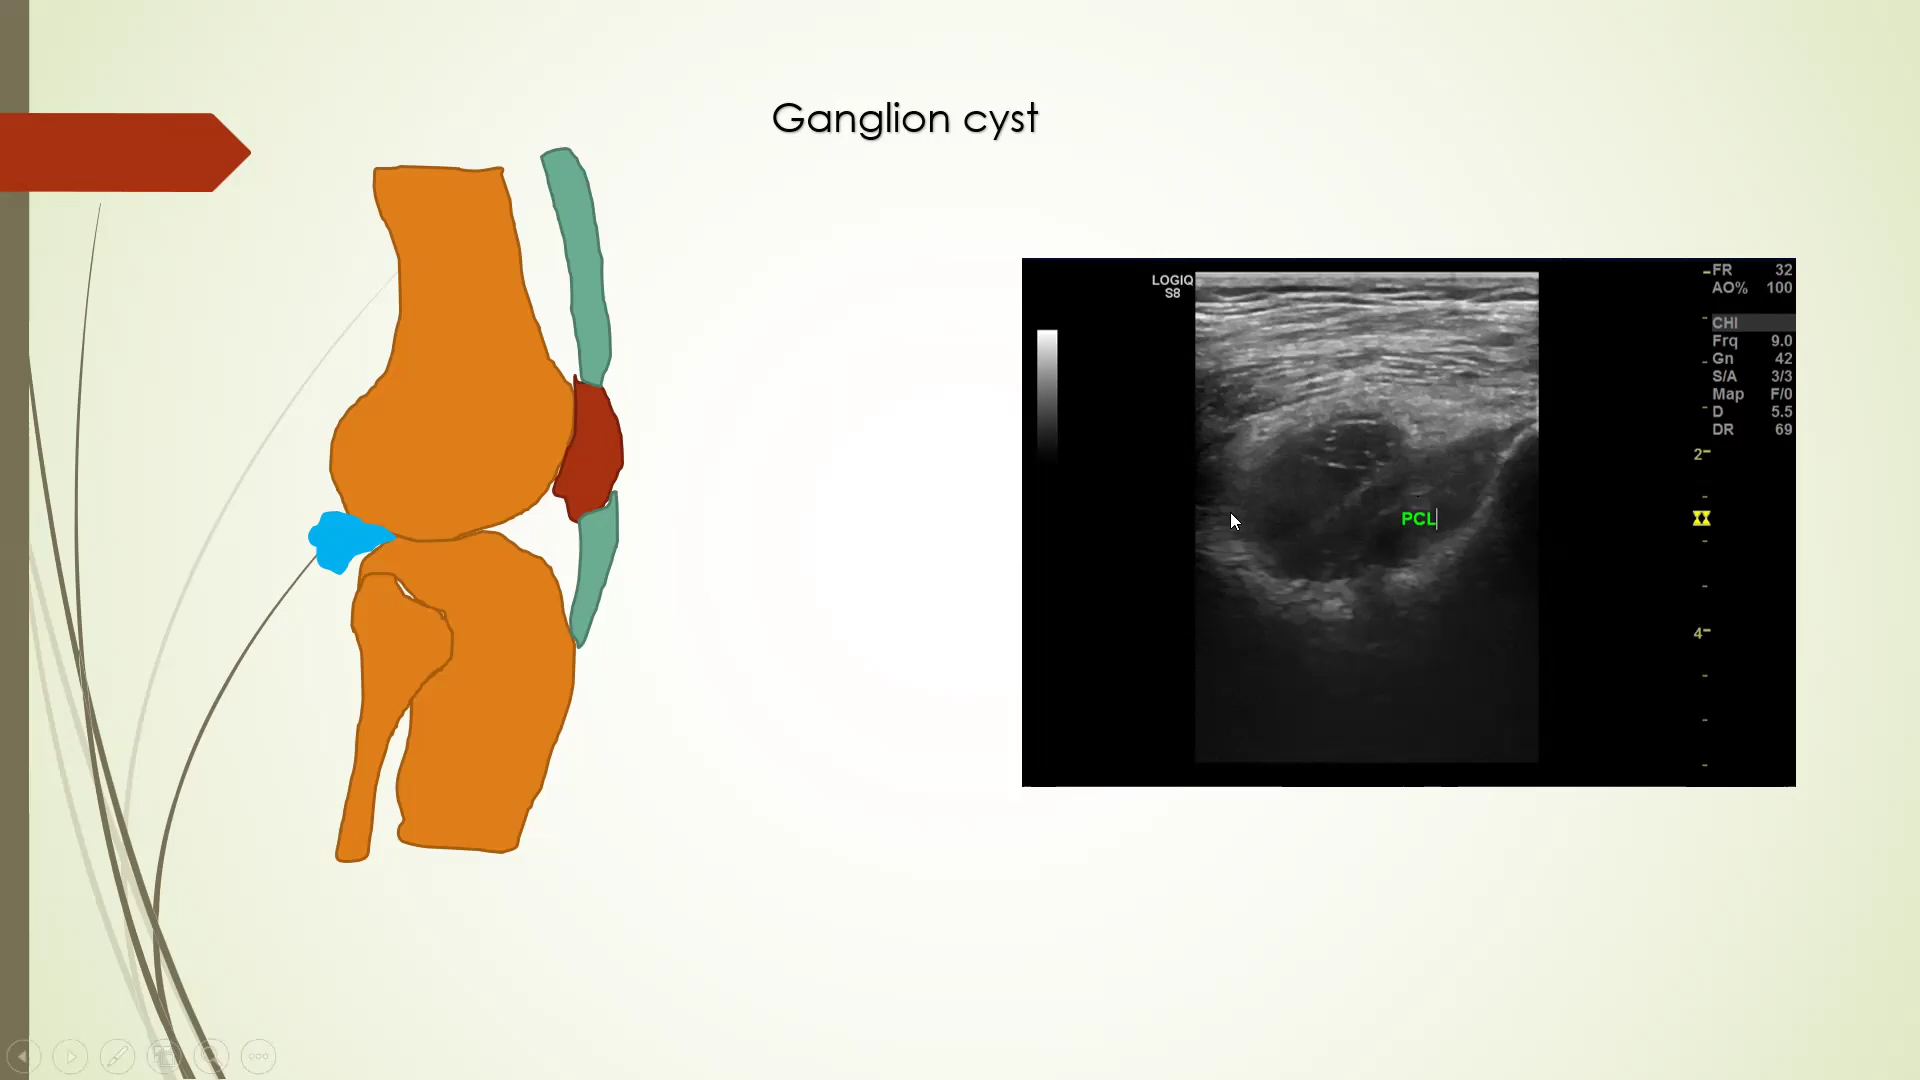 Ganglion cyst
LOGIQ
S8
FR 32
AO% 100
CHI
Frq 9.0
Gn 42
S/A 3/3
Map F/0
D 5.5
DR 69
2
PCL
4